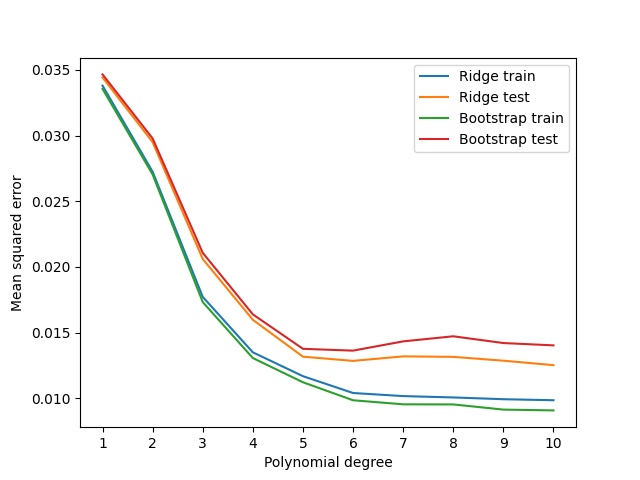 0.035
0.030
0.025
0.020
0.015
0.010
Mean squared error
Ridge train
Ridge test
Bootstrap train
Bootstrap test
1 2 3 4 5 6 7 8 9 10
Polynomial degree